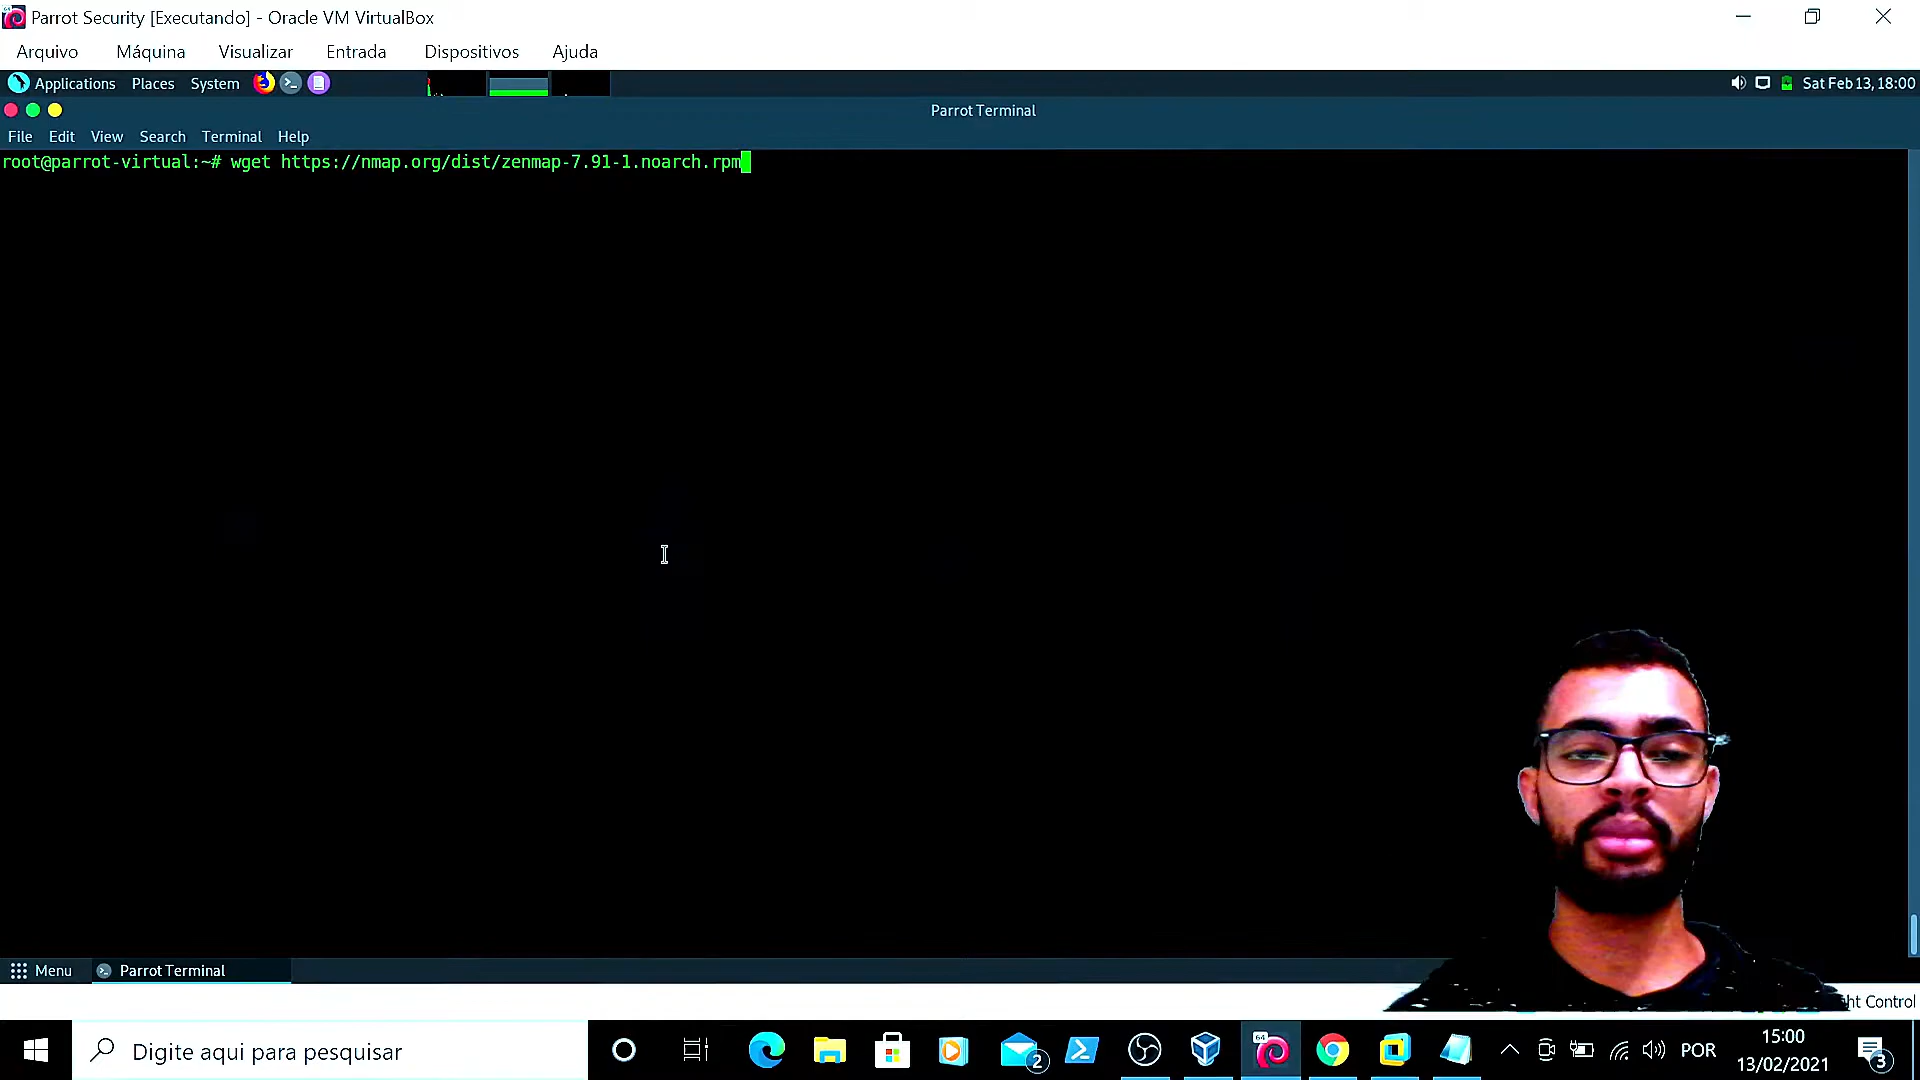 Parrot Security [Executando] - Oracle VM VirtualBox
Arquivo Máquina Visualizar Entrada Dispositivos Ajuda
Applications Places System Sat Feb 13, 18:00
Parrot Terminal
File Edit View Search Terminal Help
root@parrot-virtual:~# wget https://nmap.org/dist/zenmap-7.91-1.noarch.rpm
Menu Parrot Terminal
ht Control
Digite aqui para pesquisar
2
64
POR
15:00
13/02/2021
3